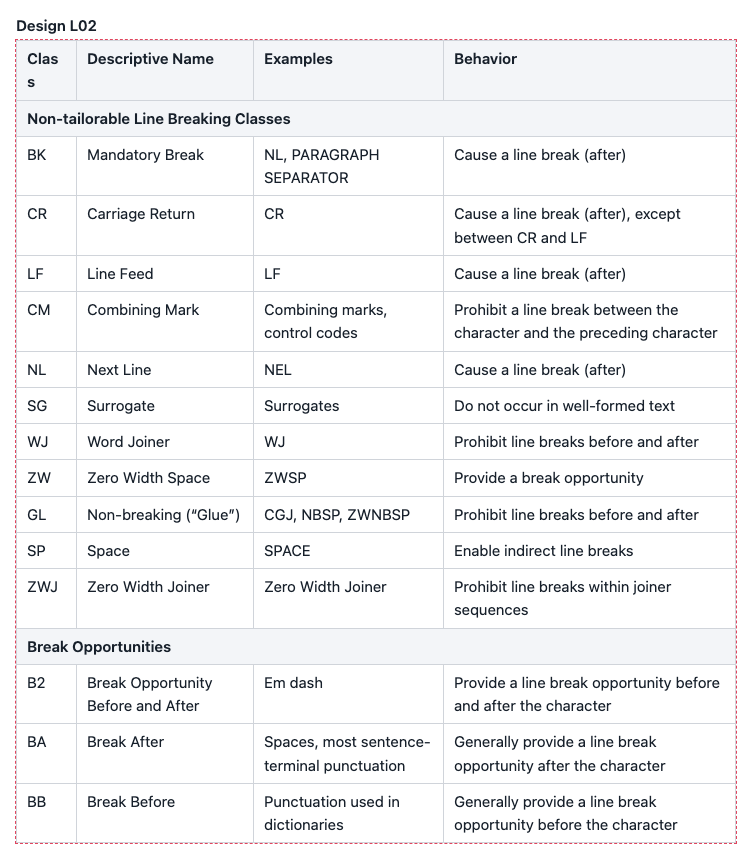 Design L02
Clas
s
Descriptive Name
Examples
Behavior
Non-tailorable Line Breaking Classes
BK
Mandatory Break
NL, PARAGRAPH
SEPARATOR
Cause a line break (after)
CR
Carriage Return
CR
Cause a line break (after), except
between CR and LF
LF
Line Feed
LF
Cause a line break (after)
CM
Combining Mark
Combining marks,
control codes
Prohibit a line break between the
character and the preceding character
NL
Next Line
NEL
Cause a line break (after)
SG
Surrogate
Surrogates
Do not occur in well-formed text
WJ
Word Joiner
WJ
Prohibit line breaks before and after
ZW
Zero Width Space
ZWSP
Provide a break opportunity
GL
Non-breaking (“Glue”)
CGJ, NBSP, ZWNBSP
Prohibit line breaks before and after
SP
Space
SPACE
Enable indirect line breaks
ZWJ
Zero Width Joiner
Zero Width Joiner
Prohibit line breaks within joiner
sequences
Break Opportunities
B2
Break Opportunity
Before and After
Em dash
Provide a line break opportunity before
and after the character
BA
Break After
Spaces, most sentence-
terminal punctuation
Generally provide a line break
opportunity after the character
BB
Break Before
Punctuation used in
dictionaries
Generally provide a line break
opportunity before the character